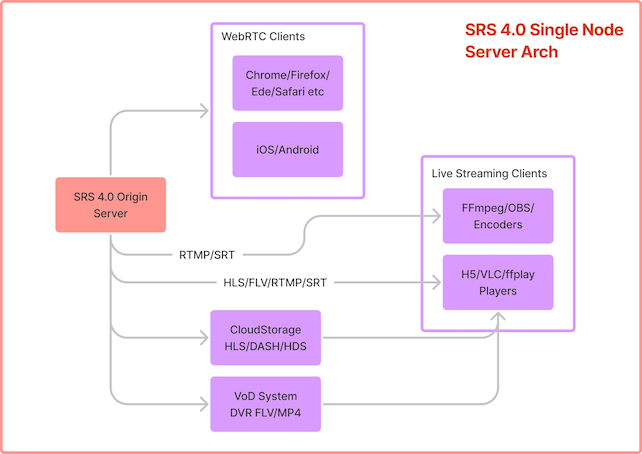 SRS 4.0 Single Node
Server Arch
WebRTC Clients
Chrome/Firefox/
Ede/Safari etc
iOS/Android
SRS 4.0 Origin
Server
Live Streaming Clients
FFmpeg/OBS/
Encoders
RTMP/SRT
H5/VLC/ffplay
Players
HLS/FLV/RTMP/SRT
CloudStorage
HLS/DASH/HDS
VoD System
DVR FLV/MP4